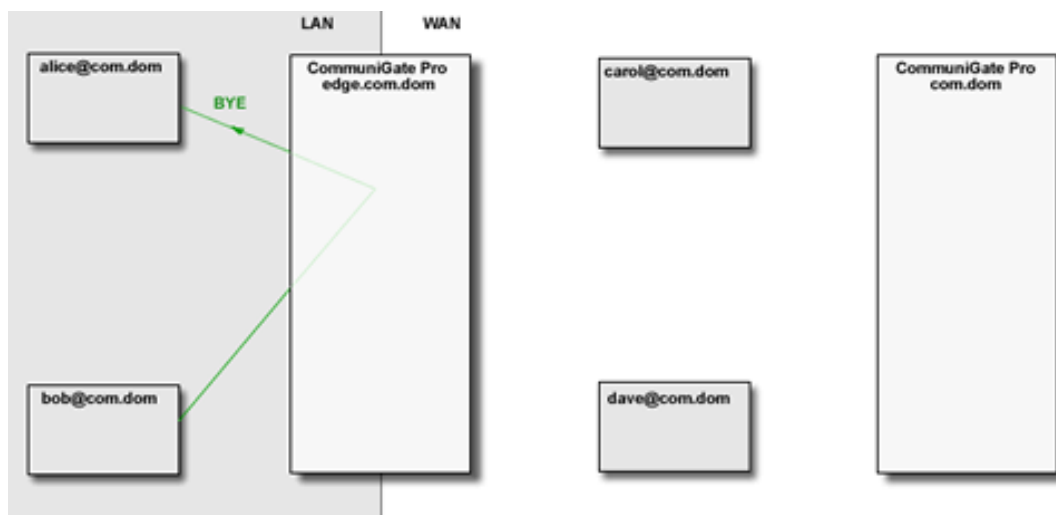 LAN
WAN
alice@com.dom
CommuniGate Pro
edge.com.dom
carol@com.dom
CommuniGate Pro
com.dom
BYE
bob@com.dom
dave@com.dom